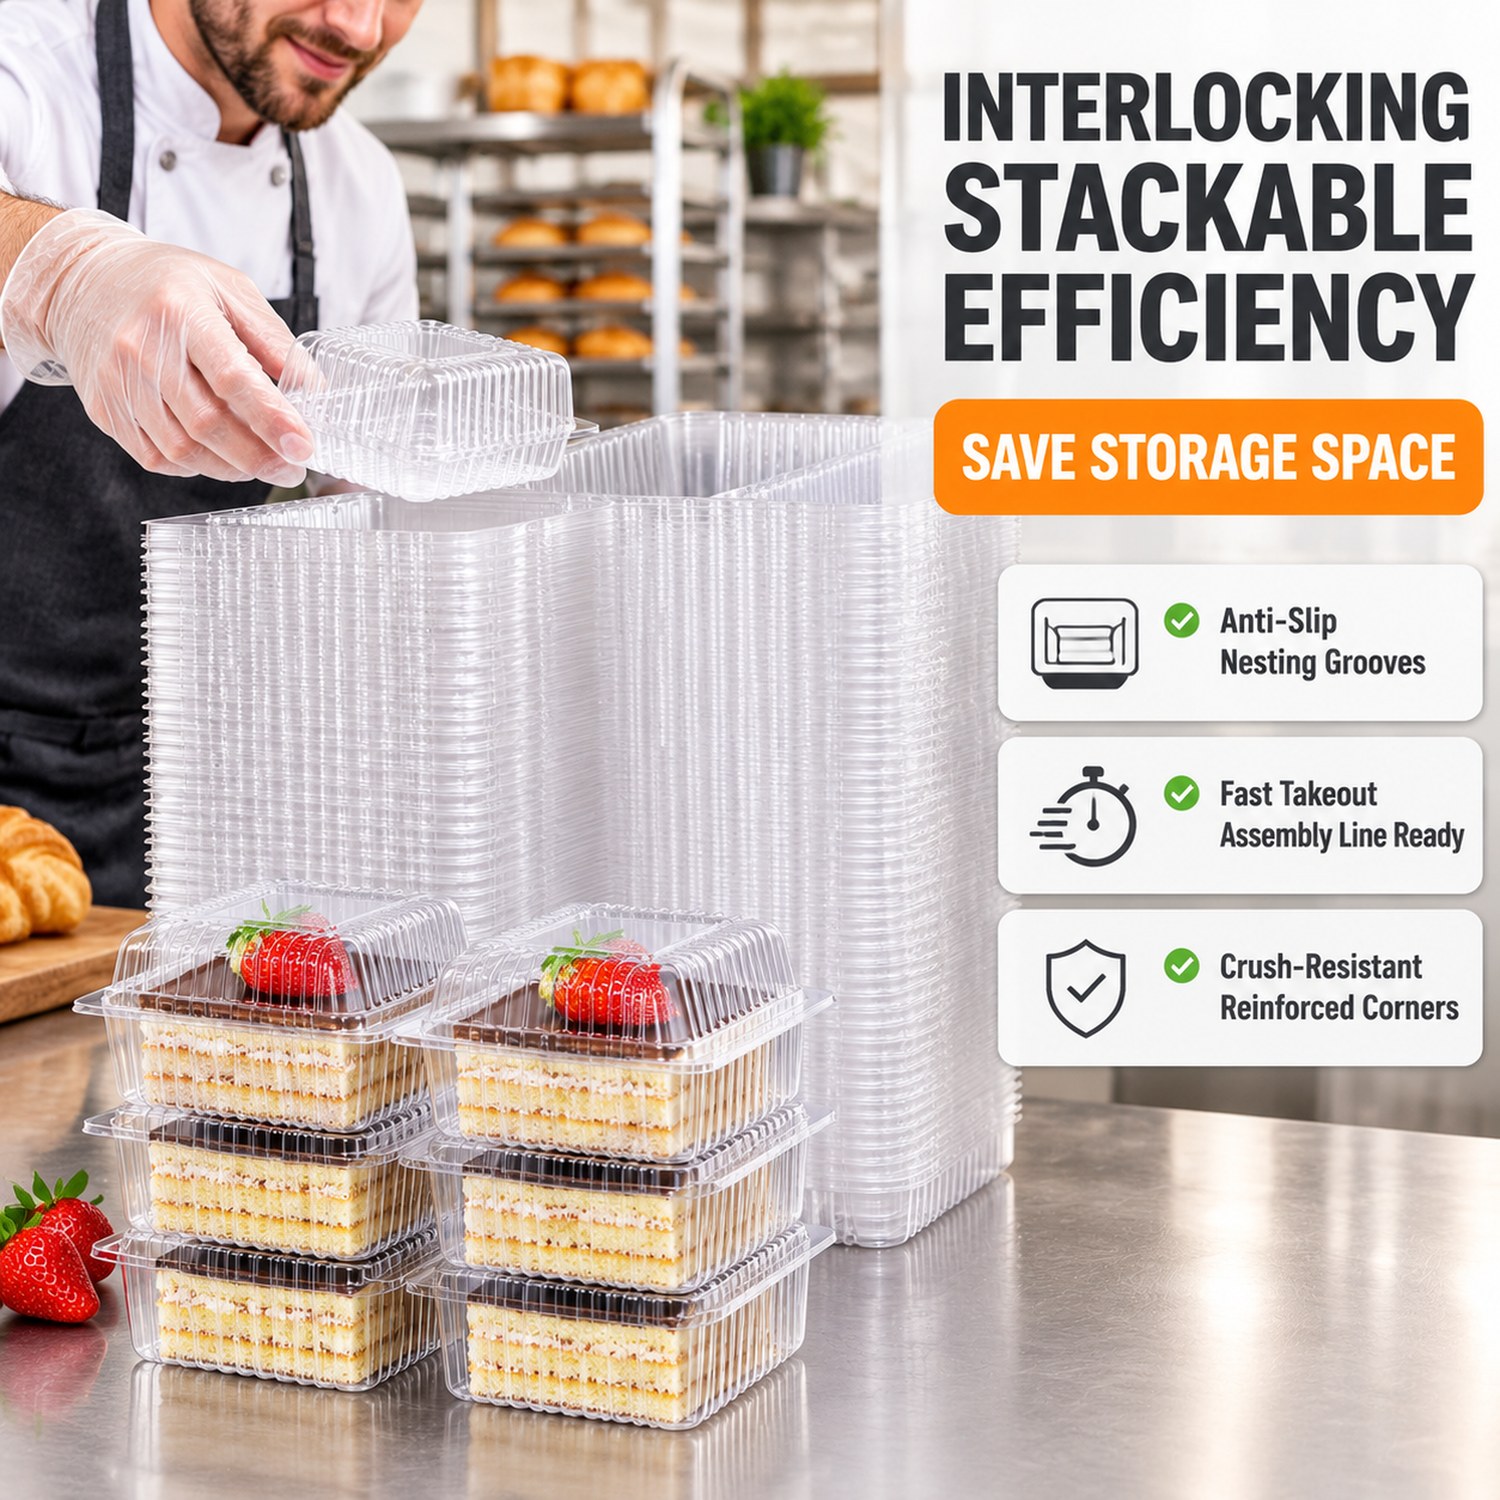 INTERLOCKING
STACKABLE
EFFICIENCY
SAVE STORAGE SPACE
Anti-Slip
Nesting Grooves
Fast Takeout
Assembly Line Ready
Crush-Resistant
Reinforced Corners